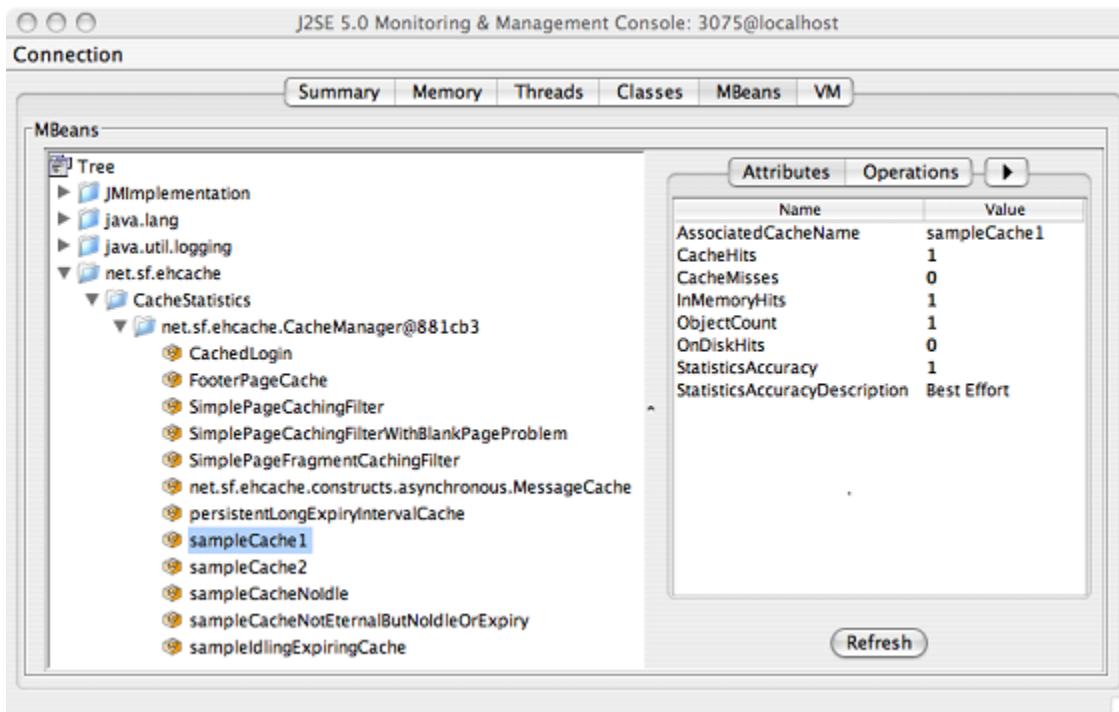 J2SE 5.0 Monitoring & Management Console: 3075@localhost
Connection
Summary Memory Threads Classes MBeans VM
MBeans
Tree
JMImplementation
java.lang
java.util.logging
net.sf.ehcache
CacheStatistics
net.sf.ehcache.CacheManager@881cb3
CachedLogin
FooterPageCache
SimplePageCachingFilter
SimplePageCachingFilterWithBlankPageProblem
SimplePageFragmentCachingFilter
net.sf.ehcache.constructs.asynchronous.MessageCache
persistentLongExpiryIntervalCache
sampleCache1
sampleCache2
sampleCacheNoIdle
sampleCacheNotEternalButNoIdleOrExpiry
sampleIdlingExpiringCache
Attributes Operations
Name Value
AssociatedCacheName sampleCache1
CacheHits 1
CacheMisses 0
InMemoryHits 1
ObjectCount 1
OnDiskHits 0
StatisticsAccuracy 1
StatisticsAccuracyDescription Best Effort
Refresh